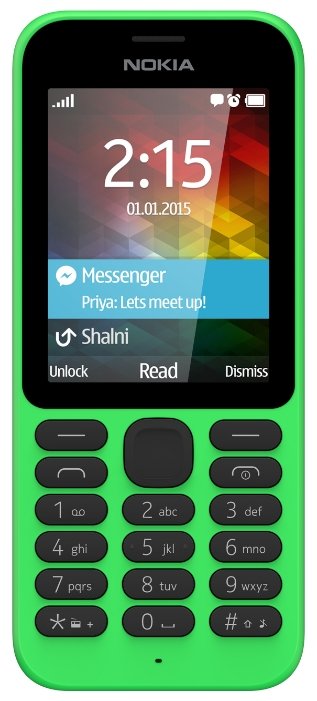 NOKIA
2:15
01.01.2015
Messenger
Priya: Lets meet up!
Shalni
Unlock Read Dismiss
1 2 abc 3 def
4 ghi 5 jkl 6 mno
7 pqrs 8 tuv 9 wxyz
* + 0 #